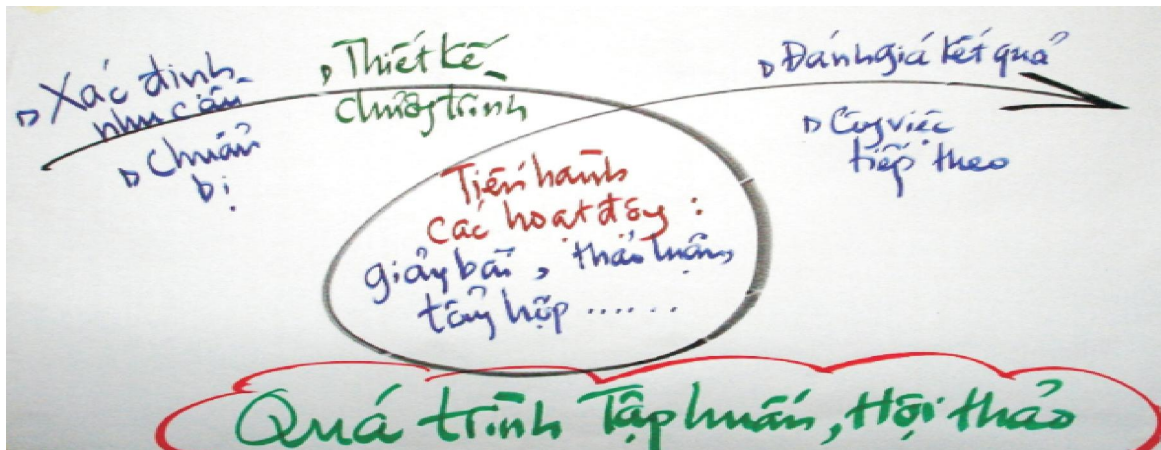 Xác định
nhu cầu
Chuẩn
bị
Thiết kế
chương trình
Tiến hành
các hoạt động :
giảng bài, thảo luận,
tổng hợp ......
Đánh giá kết quả
Công việc
tiếp theo
Quá trình Tập huấn, Hội thảo